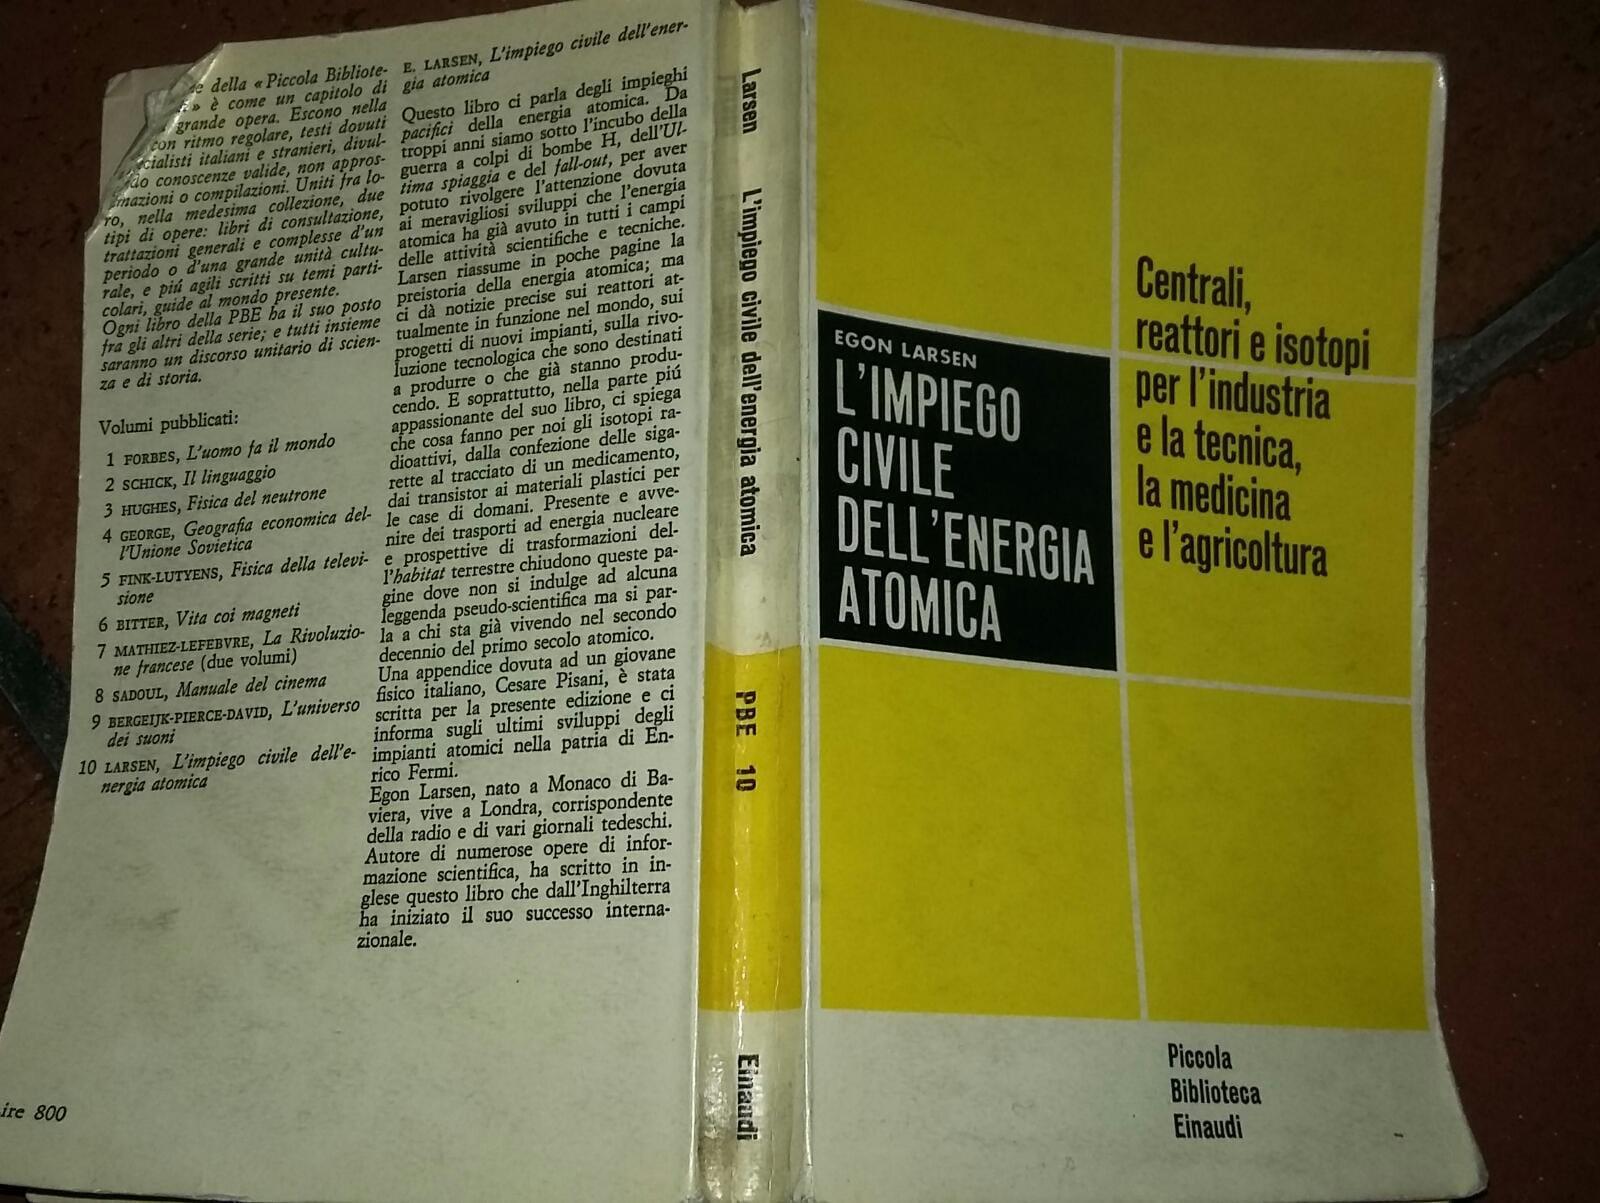 e della «Piccola Bibliote-
» è come un capitolo di
grande opera. Escono nella
con ritmo regolare, testi dovuti
cialisti italiani e stranieri, divul-
do conoscenze valide, non appros-
mazioni o compilazioni. Uniti fra lo-
ro, nella medesima collezione, due
tipi di opere: libri di consultazione,
trattazioni generali e complesse d'un
periodo o d'una grande unità cultu-
rale, e piú agili scritti su temi parti-
colari, guide al mondo presente.
Ogni libro della PBE ha il suo posto
fra gli altri della serie; e tutti insieme
saranno un discorso unitario di scien-
za e di storia.
Volumi pubblicati:
1 FORBES, L'uomo fa il mondo
2 SCHICK, Il linguaggio
3 HUGHES, Fisica del neutrone
4 GEORGE, Geografia economica del-
l'Unione Sovietica
5 FINK-LUTYENS, Fisica della televi-
sione
6 BITTER, Vita coi magneti
7 MATHIEZ-LEFEBVRE, La Rivoluzio-
ne francese (due volumi)
8 SADOUL, Manuale del cinema
9 BERGEIJK-PIERCE-DAVID, L'universo
dei suoni
10 LARSEN, L'impiego civile dell'e-
nergia atomica
ire 800
E. LARSEN, L'impiego civile dell'ener-
gia atomica
Questo libro ci parla degli impieghi
pacifici della energia atomica. Da
troppi anni siamo sotto l'incubo della
guerra a colpi di bombe H, dell'Ul-
tima spiaggia e del fall-out, per aver
potuto rivolgere l'attenzione dovuta
ai meravigliosi sviluppi che l'energia
atomica ha già avuto in tutti i campi
delle attività scientifiche e tecniche.
Larsen riassume in poche pagine la
preistoria della energia atomica; ma
ci dà notizie precise sui reattori at-
tualmente in funzione nel mondo, sui
progetti di nuovi impianti, sulla rivo-
luzione tecnologica che sono destinati
a produrre o che già stanno produ-
cendo. E soprattutto, nella parte piú
appassionante del suo libro, ci spiega
che cosa fanno per noi gli isotopi ra-
dioattivi, dalla confezione delle siga-
rette al tracciato di un medicamento,
dai transistor ai materiali plastici per
le case di domani. Presente e avve-
nire dei trasporti ad energia nucleare
e prospettive di trasformazioni del-
l'habitat terrestre chiudono queste pa-
gine dove non si indulge ad alcuna
leggenda pseudo-scientifica ma si par-
la a chi sta già vivendo nel secondo
decennio del primo secolo atomico.
Una appendice dovuta ad un giovane
fisico italiano, Cesare Pisani, è stata
scritta per la presente edizione e ci
informa sugli ultimi sviluppi degli
impianti atomici nella patria di En-
rico Fermi.
Egon Larsen, nato a Monaco di Ba-
viera, vive a Londra, corrispondente
della radio e di vari giornali tedeschi.
Autore di numerose opere di infor-
mazione scientifica, ha scritto in in-
glese questo libro che dall'Inghilterra
ha iniziato il suo successo interna-
zionale.
Larsen L'impiego civile dell'energia atomica PBE 10 Einaudi
EGON LARSEN
L'IMPIEGO
CIVILE
DELL'ENERGIA
ATOMICA
Centrali,
reattori e isotopi
per l'industria
e la tecnica,
la medicina
e l'agricoltura
Piccola
Biblioteca
Einaudi